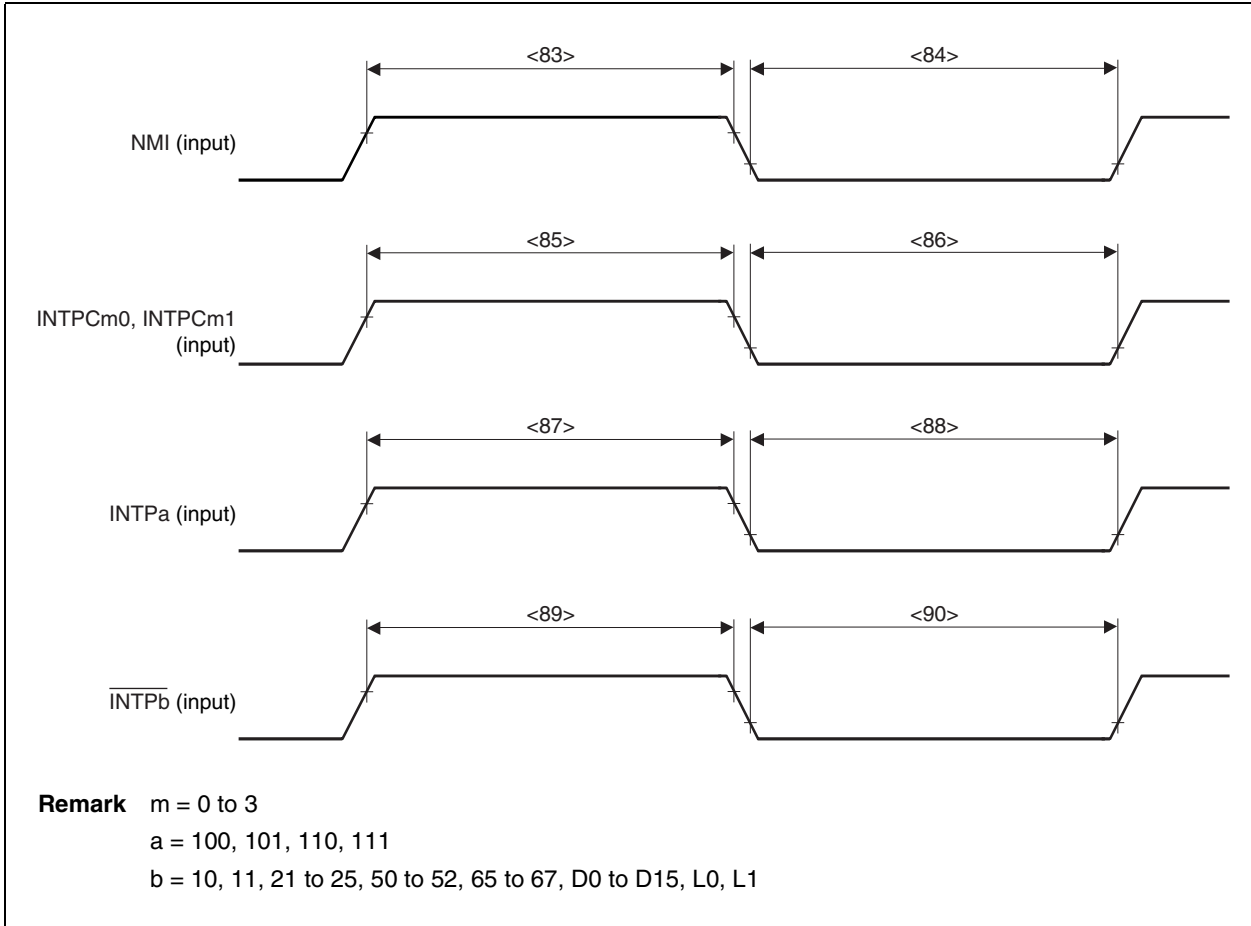 <83> <84>
NMI (input)
<85> <86>
INTPCm0, INTPCm1
(input)
<87> <88>
INTPa (input)
<89> <90>
I̅N̅T̅P̅b̅ (input)
Remark m = 0 to 3
a = 100, 101, 110, 111
b = 10, 11, 21 to 25, 50 to 52, 65 to 67, D0 to D15, L0, L1